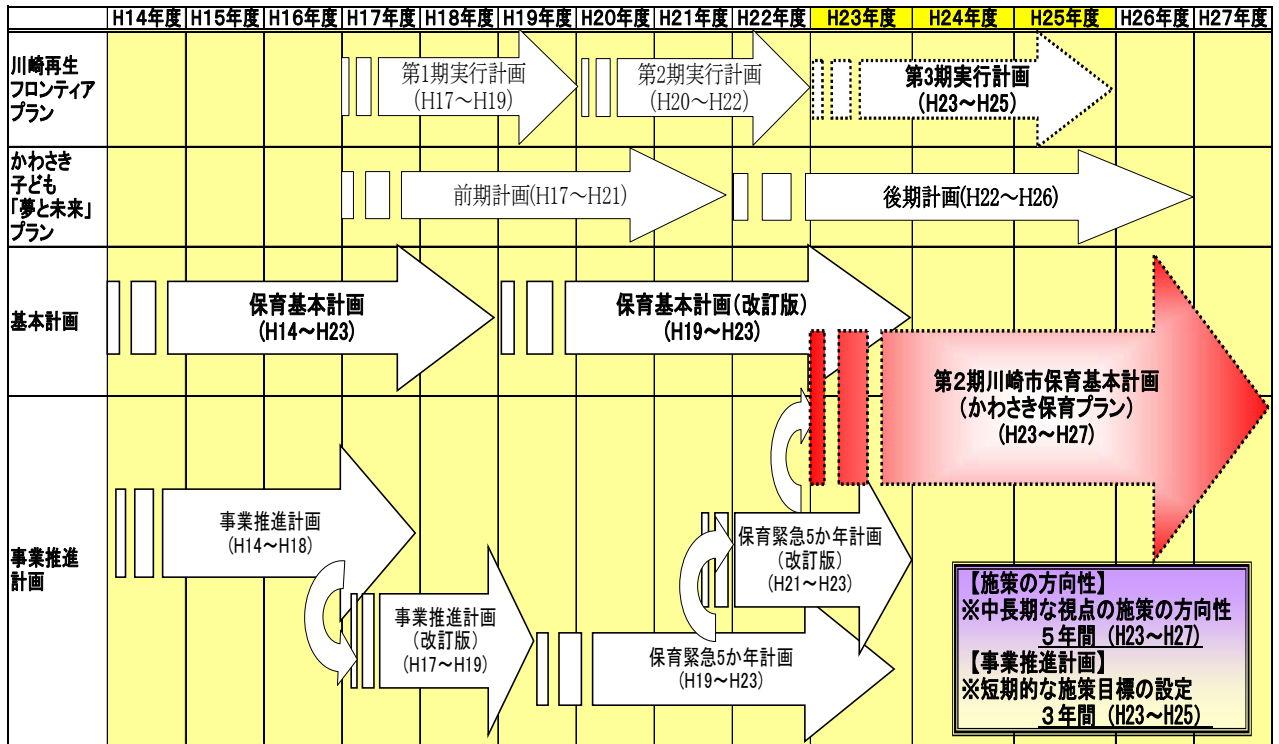 H14年度 H15年度 H16年度 H17年度 H18年度 H19年度 H20年度 H21年度 H22年度 H23年度 H24年度 H25年度 H26年度 H27年度
川崎再生
フロンティア
プラン
第1期実行計画
(H17～H19)
第2期実行計画
(H20～H22)
第3期実行計画
(H23～H25)
かわさき
子ども
「夢と未来」
プラン
前期計画(H17～H21)
後期計画(H22～H26)
基本計画
保育基本計画
(H14～H23)
保育基本計画(改訂版)
(H19～H23)
第2期川崎市保育基本計画
(かわさき保育プラン)
(H23～H27)
事業推進
計画
事業推進計画
(H14～H18)
事業推進計画
(改訂版)
(H17～H19)
保育緊急5か年計画
(H19～H23)
保育緊急5か年計画
(改訂版)
(H21～H23)
【施策の方向性】
※中長期な視点の施策の方向性
５年間 (H23～H27)
【事業推進計画】
※短期的な施策目標の設定
３年間 (H23～H25)